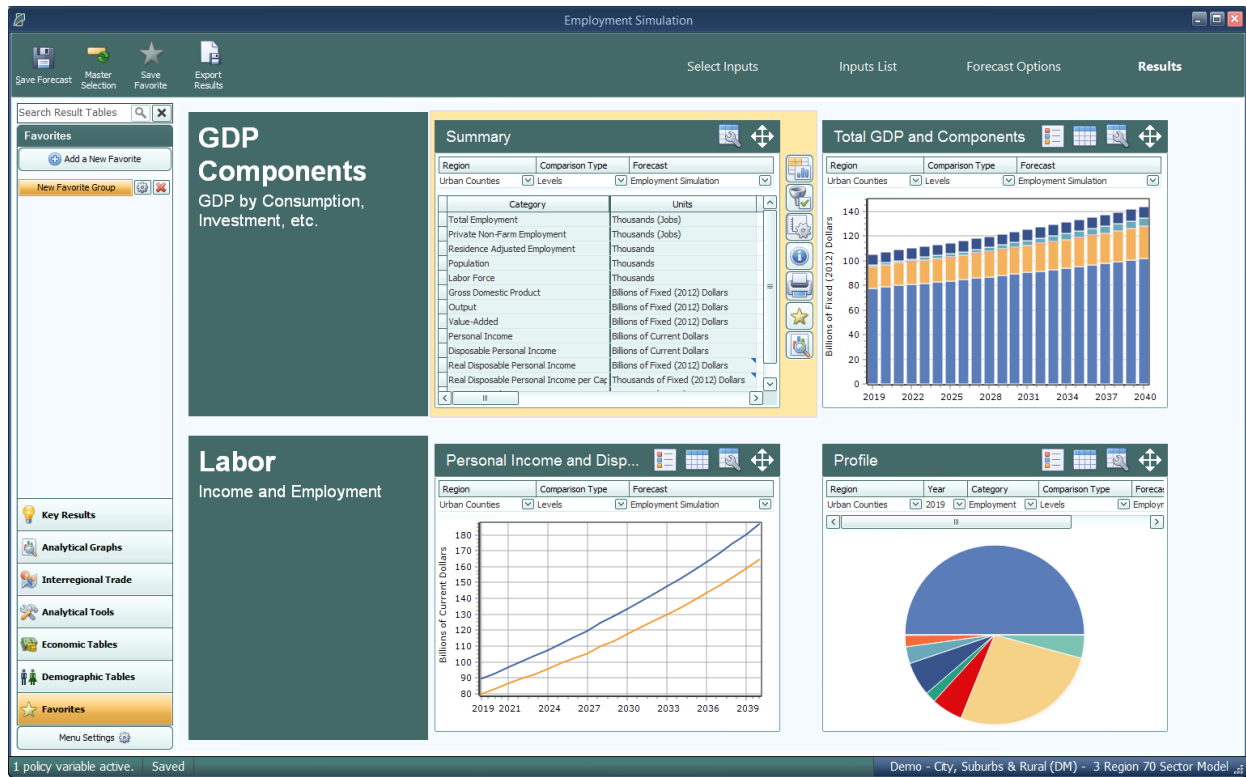 Employment Simulation
Save Forecast
Master Selection
Save Favorite
Export Results
Select Inputs
Inputs List
Forecast Options
Results
Search Result Tables
Favorites
Add a New Favorite
New Favorite Group
Key Results
Analytical Graphs
Interregional Trade
Analytical Tools
Economic Tables
Demographic Tables
Favorites
Menu Settings
GDP
Components
GDP by Consumption,
Investment, etc.
Summary
Region Comparison Type Forecast
Urban Counties Levels Employment Simulation
Category Units
Total Employment Thousands (Jobs)
Private Non-Farm Employment Thousands (Jobs)
Residence Adjusted Employment Thousands
Population Thousands
Labor Force Thousands
Gross Domestic Product Billions of Fixed (2012) Dollars
Output Billions of Fixed (2012) Dollars
Value-Added Billions of Fixed (2012) Dollars
Personal Income Billions of Current Dollars
Disposable Personal Income Billions of Current Dollars
Real Disposable Personal Income Billions of Fixed (2012) Dollars
Real Disposable Personal Income per Cap Thousands of Fixed (2012) Dollars
Total GDP and Components
Region Comparison Type Forecast
Urban Counties Levels Employment Simulation
Billions of Fixed (2012) Dollars
140
120
100
80
60
40
20
0
2019 2022 2025 2028 2031 2034 2037 2040
Labor
Income and Employment
Personal Income and Disp...
Region Comparison Type Forecast
Urban Counties Levels Employment Simulation
Billions of Current Dollars
180
170
160
150
140
130
120
110
100
90
80
2019 2021 2024 2027 2030 2033 2036 2039
Profile
Region Year Category Comparison Type Forecas
Urban Counties 2019 Employment Levels Employr
1 policy variable active. Saved
Demo - City, Suburbs & Rural (DM) - 3 Region 70 Sector Model